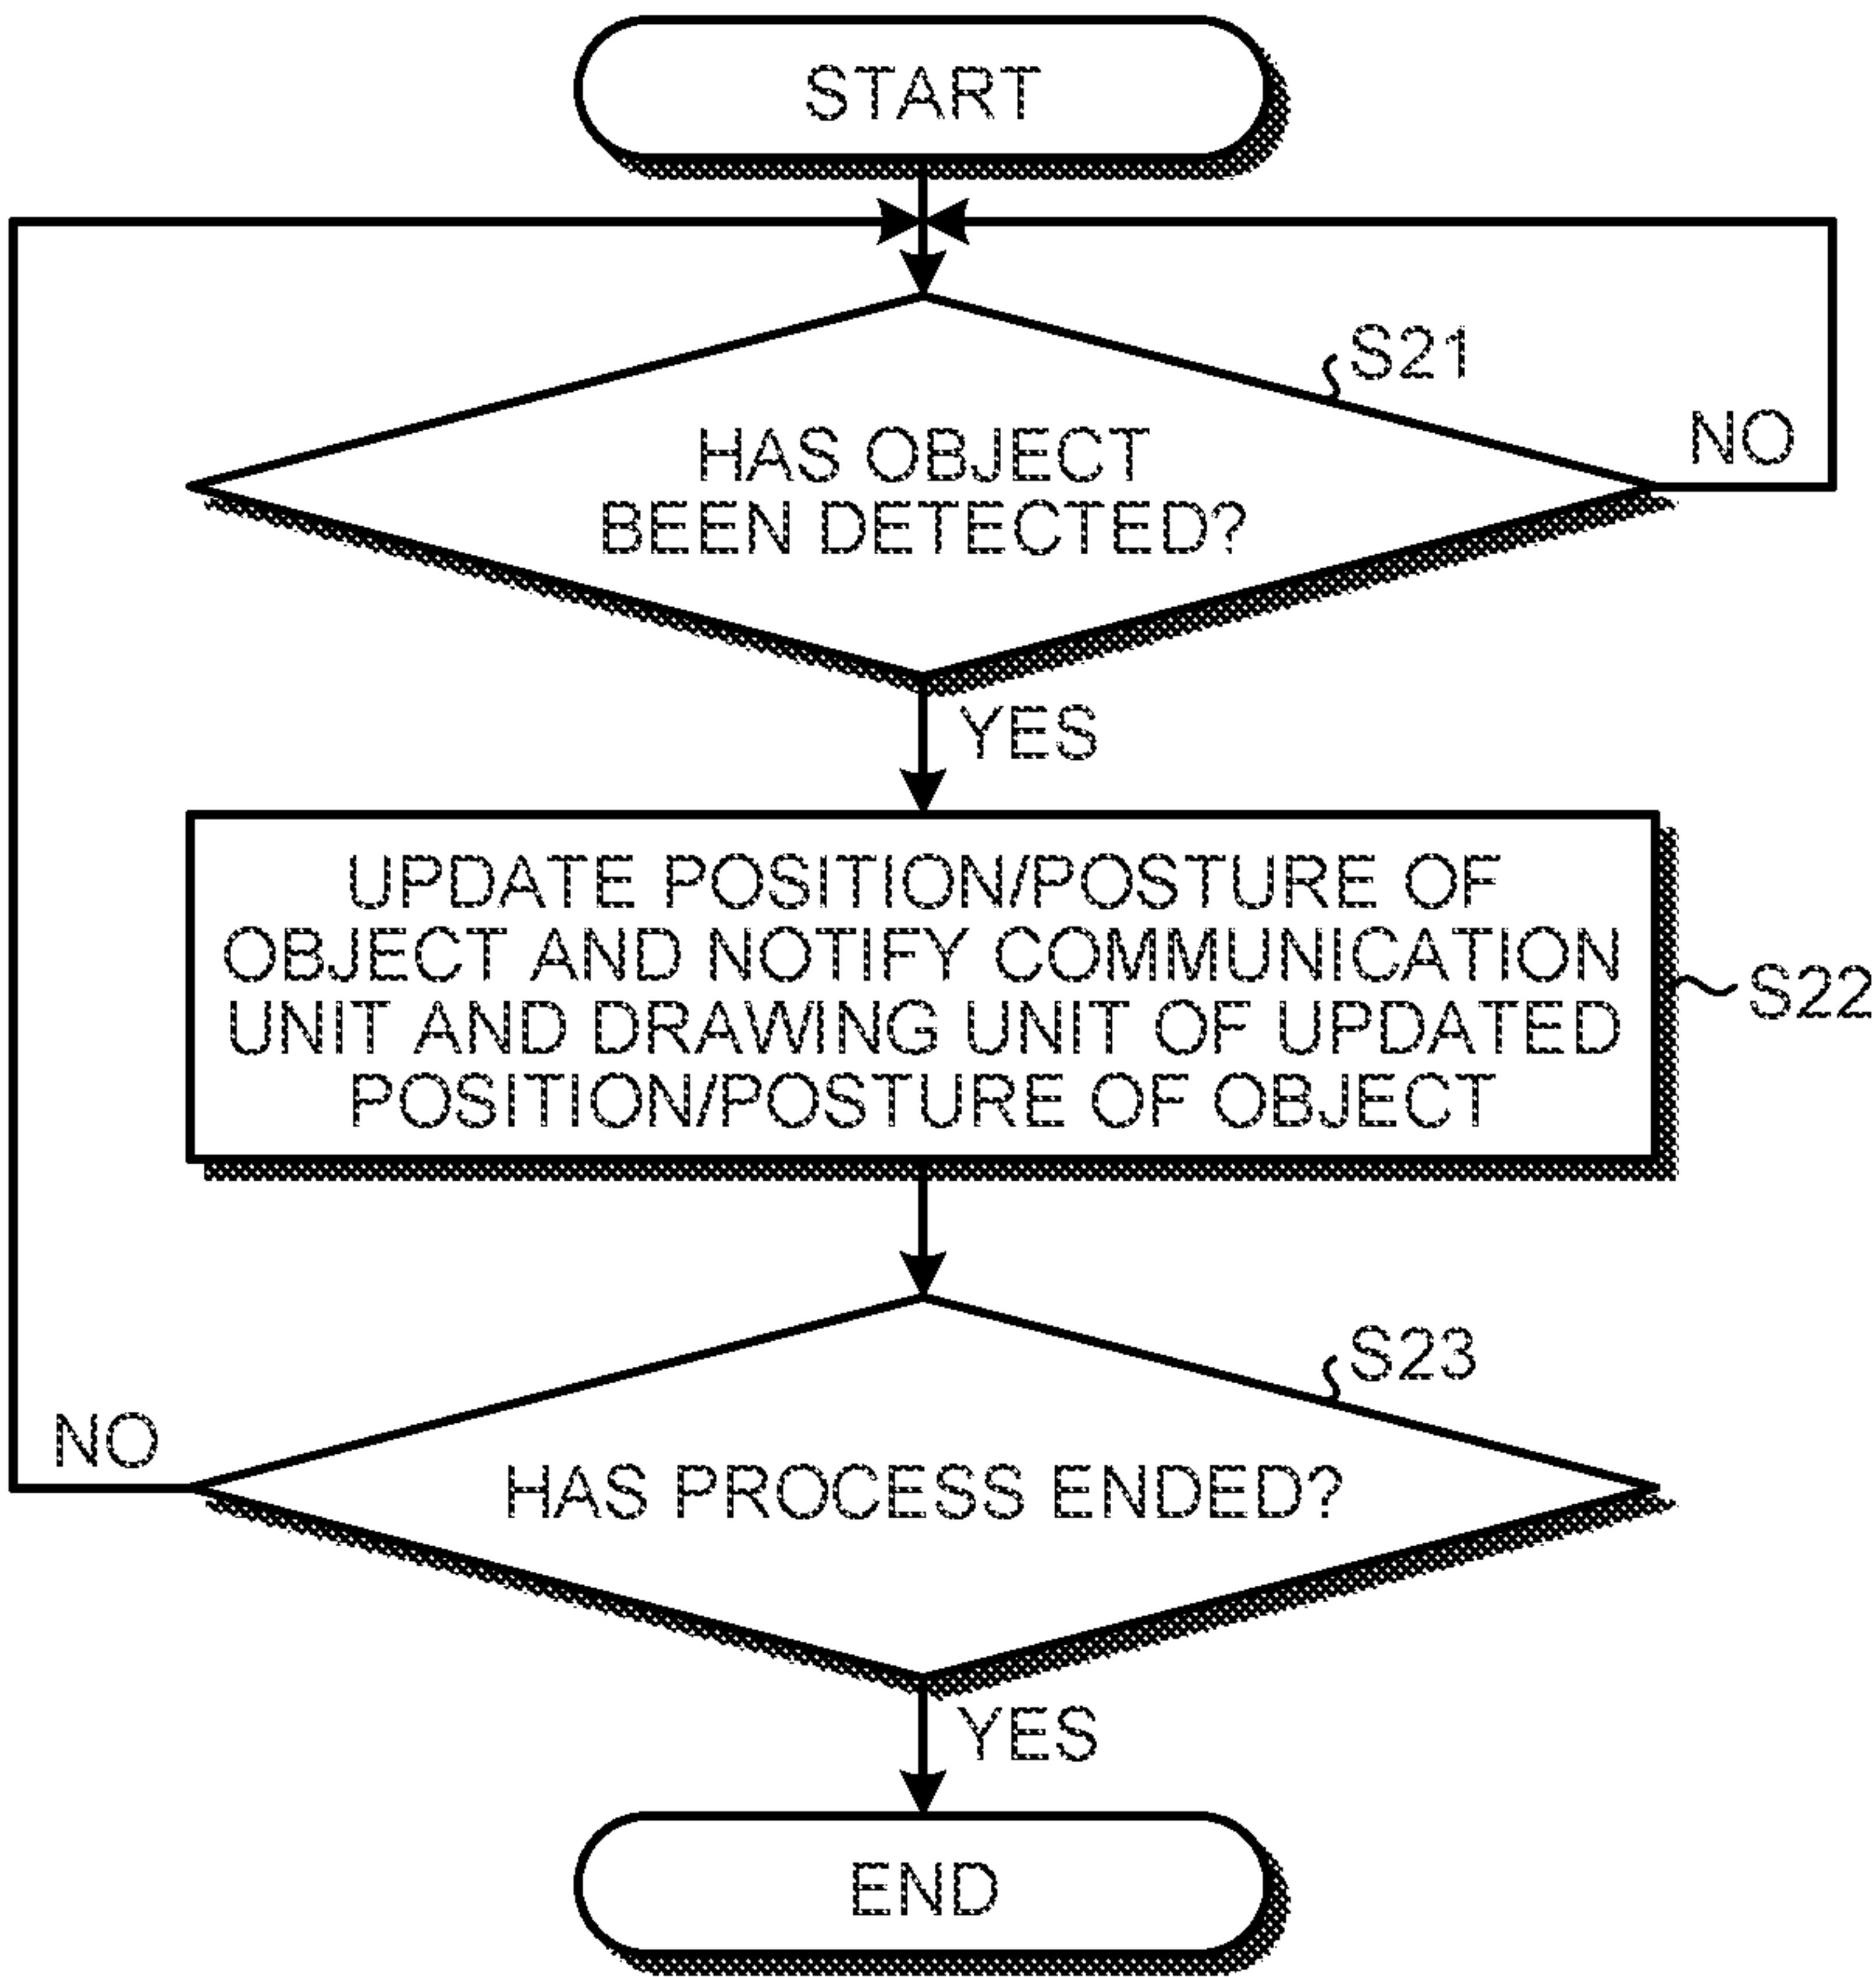 START
S21
HAS OBJECT
BEEN DETECTED?
NO
YES
UPDATE POSITION/POSTURE OF
OBJECT AND NOTIFY COMMUNICATION
UNIT AND DRAWING UNIT OF UPDATED
POSITION/POSTURE OF OBJECT
S22
S23
NO
HAS PROCESS ENDED?
YES
END